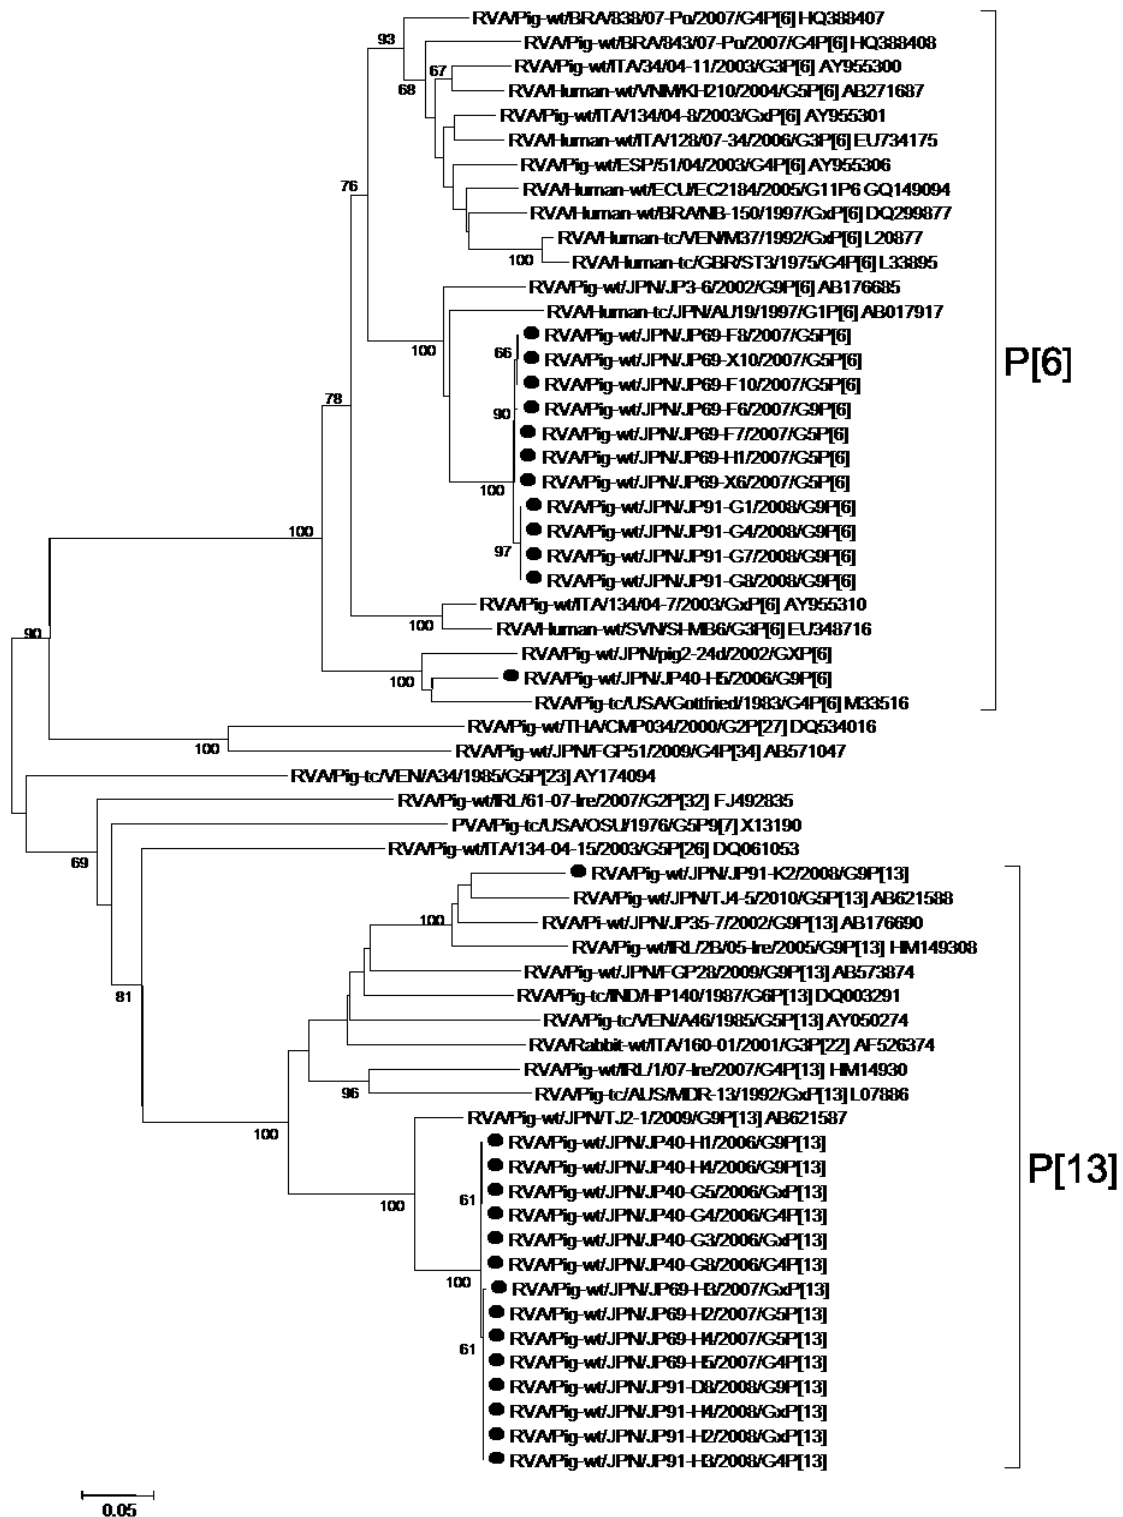 RVA/Pig-wt/BRA/838/07-Po/2007/G4P[6] HQ388407
93
RVA/Pig-wt/BRA/843/07-Po/2007/G4P[6] HQ388408
67
RVA/Pig-wt/ITA/34/04-11/2003/G3P[6] AY955300
68
RVA/Human-wt/VNM/KH210/2004/G5P[6] AB271687
RVA/Pig-wt/ITA/134/04-8/2003/GxP[6] AY955301
RVA/Human-wt/ITA/128/07-34/2006/G3P[6] EU734175
RVA/Pig-wt/ESP/51/04/2003/G4P[6] AY955306
76
RVA/Human-wt/ECU/EC2184/2005/G11P6 GQ149094
RVA/Human-wt/BRA/NB-150/1997/GxP[6] DQ299877
RVA/Human-tc/VEN/M37/1992/GxP[6] L20877
100
RVA/Human-tc/GBR/ST3/1975/G4P[6] L33895
RVA/Pig-wt/JPN/JP3-6/2002/G9P[6] AB176685
RVA/Human-tc/JPN/AU19/1997/G1P[6] AB017917
RVA/Pig-wt/JPN/JP69-F8/2007/G5P[6]
100
66
RVA/Pig-wt/JPN/JP69-X10/2007/G5P[6]
P[6]
RVA/Pig-wt/JPN/JP69-F10/2007/G5P[6]
78
90
RVA/Pig-wt/JPN/JP69-F6/2007/G9P[6]
RVA/Pig-wt/JPN/JP69-F7/2007/G5P[6]
RVA/Pig-wt/JPN/JP69-H1/2007/G5P[6]
RVA/Pig-wt/JPN/JP69-X6/2007/G5P[6]
100
RVA/Pig-wt/JPN/JP91-G1/2008/G9P[6]
100
RVA/Pig-wt/JPN/JP91-G4/2008/G9P[6]
97
RVA/Pig-wt/JPN/JP91-G7/2008/G9P[6]
RVA/Pig-wt/JPN/JP91-G8/2008/G9P[6]
RVA/Pig-wt/ITA/134/04-7/2003/GxP[6] AY955310
100
RVA/Human-wt/SVN/SI-MB6/G3P[6] EU348716
90
RVA/Pig-wt/JPN/pig2-24d/2002/GXP[6]
100
RVA/Pig-wt/JPN/JP40-H5/2006/G9P[6]
RVA/Pig-tc/USA/Gottfried/1983/G4P[6] M33516
RVA/Pig-wt/THA/CMP034/2000/G2P[27] DQ534016
100
RVA/Pig-wt/JPN/FGP51/2009/G4P[34] AB571047
RVA/Pig-tc/VEN/A34/1985/G5P[23] AY174094
RVA/Pig-wt/IRL/61-07-Ire/2007/G2P[32] FJ492835
PVA/Pig-tc/USA/OSU/1976/G5P9[7] X13190
69
RVA/Pig-wt/ITA/134-04-15/2003/G5P[26] DQ061053
RVA/Pig-wt/JPN/JP91-K2/2008/G9P[13]
RVA/Pig-wt/JPN/TJ4-5/2010/G5P[13] AB621588
100
RVA/Pi-wt/JPN/JP35-7/2002/G9P[13] AB176690
RVA/Pig-wt/IRL/2B/05-Ire/2005/G9P[13] HM149308
RVA/Pig-wt/JPN/FGP28/2009/G9P[13] AB573874
81
RVA/Pig-tc/IND/HP140/1987/G6P[13] DQ003291
RVA/Pig-tc/VEN/A46/1985/G5P[13] AY050274
RVA/Rabbit-wt/ITA/160-01/2001/G3P[22] AF526374
RVA/Pig-wt/IRL/1/07-Ire/2007/G4P[13] HM14930
96
RVA/Pig-tc/AUS/MDR-13/1992/GxP[13] L07886
RVA/Pig-wt/JPN/TJ2-1/2009/G9P[13] AB621587
100
RVA/Pig-wt/JPN/JP40-H1/2006/G9P[13]
RVA/Pig-wt/JPN/JP40-H4/2006/G9P[13]
P[13]
RVA/Pig-wt/JPN/JP40-G5/2006/GxP[13]
61
100
RVA/Pig-wt/JPN/JP40-G4/2006/G4P[13]
RVA/Pig-wt/JPN/JP40-G3/2006/GxP[13]
RVA/Pig-wt/JPN/JP40-G8/2006/G4P[13]
100
RVA/Pig-wt/JPN/JP69-H3/2007/GxP[13]
RVA/Pig-wt/JPN/JP69-H2/2007/G5P[13]
RVA/Pig-wt/JPN/JP69-H4/2007/G5P[13]
61
RVA/Pig-wt/JPN/JP69-H5/2007/G4P[13]
RVA/Pig-wt/JPN/JP91-D8/2008/G9P[13]
RVA/Pig-wt/JPN/JP91-H4/2008/GxP[13]
RVA/Pig-wt/JPN/JP91-H2/2008/GxP[13]
RVA/Pig-wt/JPN/JP91-H3/2008/G4P[13]
0.05